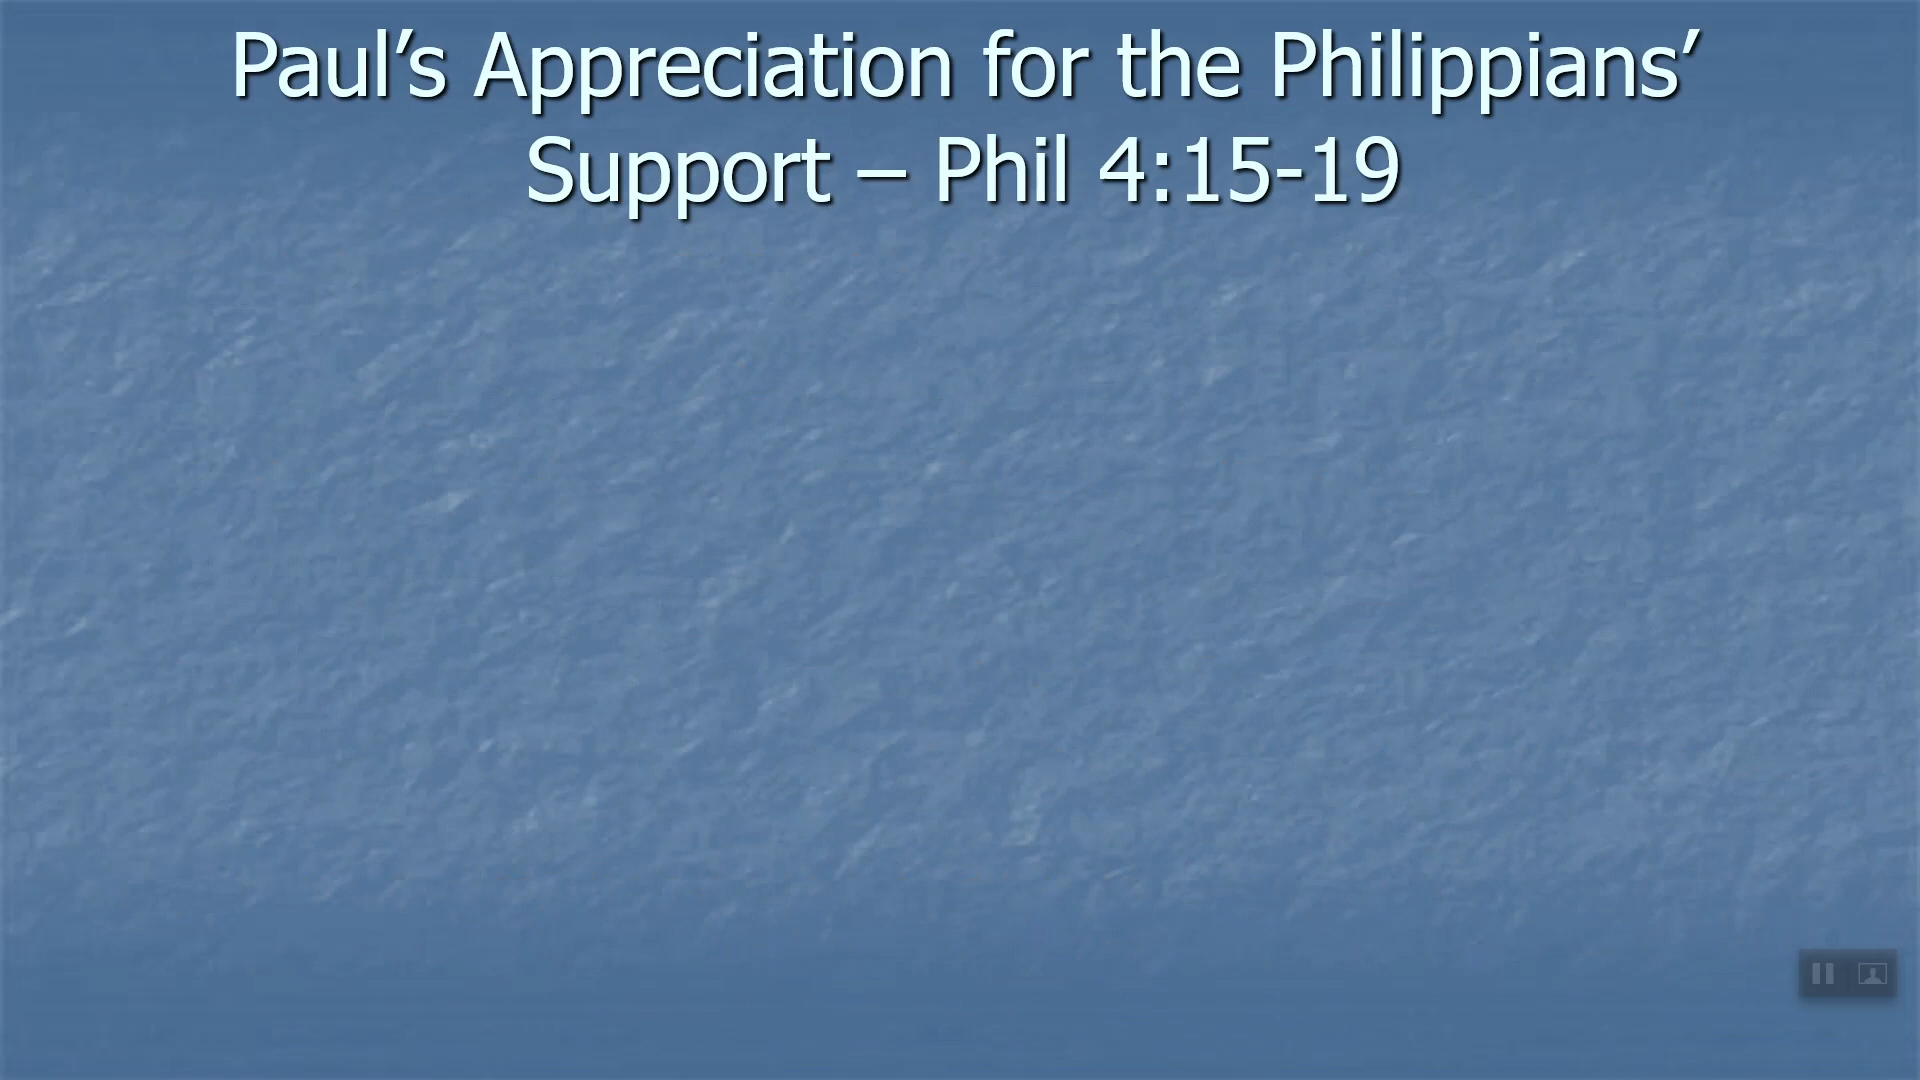 Paul’s Appreciation for the Philippians’
Support – Phil 4:15-19